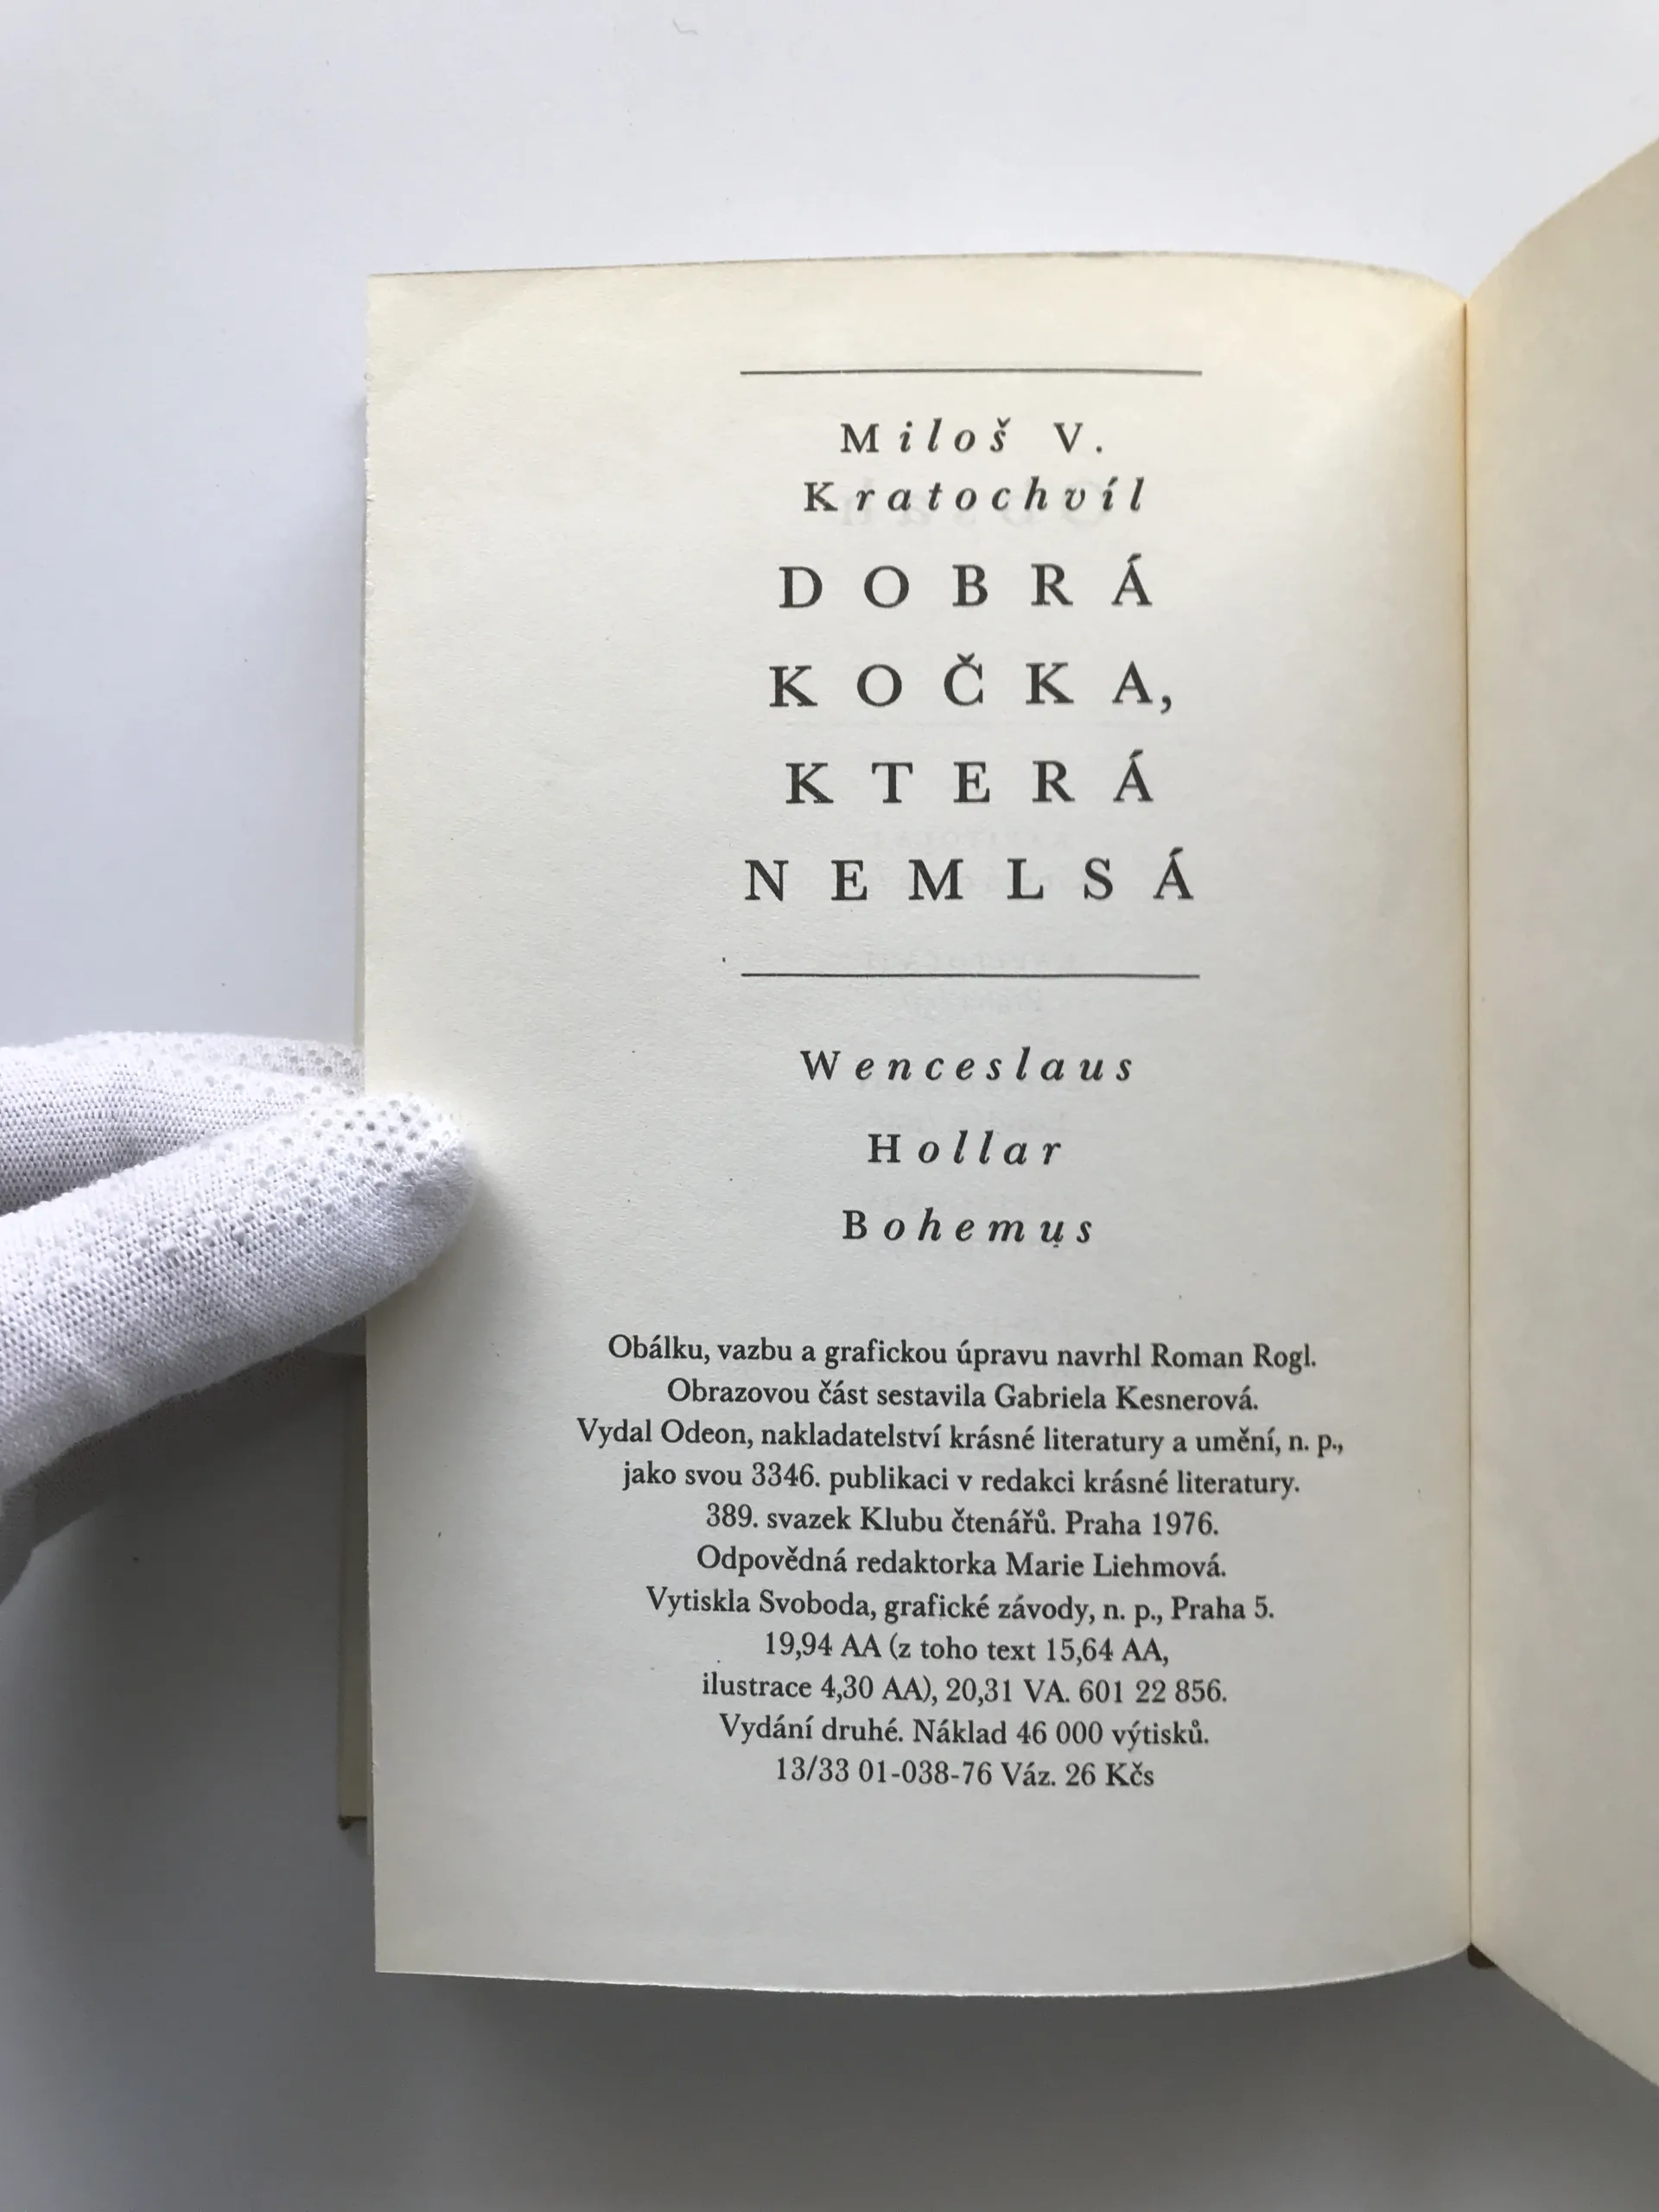 Miloš V.
Kratochvíl
DOBRÁ
KOČKA,
KTERÁ
NEMLSÁ
Wenceslaus
Hollar
Bohemus
Obálku, vazbu a grafickou úpravu navrhl Roman Rogl.
Obrazovou část sestavila Gabriela Kesnerová.
Vydal Odeon, nakladatelství krásné literatury a umění, n. p.,
jako svou 3346. publikaci v redakci krásné literatury.
389. svazek Klubu čtenářů. Praha 1976.
Odpovědná redaktorka Marie Liehmová.
Vytiskla Svoboda, grafické závody, n. p., Praha 5.
19,94 AA (z toho text 15,64 AA,
ilustrace 4,30 AA), 20,31 VA. 601 22 856.
Vydání druhé. Náklad 46 000 výtisků.
13/33 01-038-76 Váz. 26 Kčs